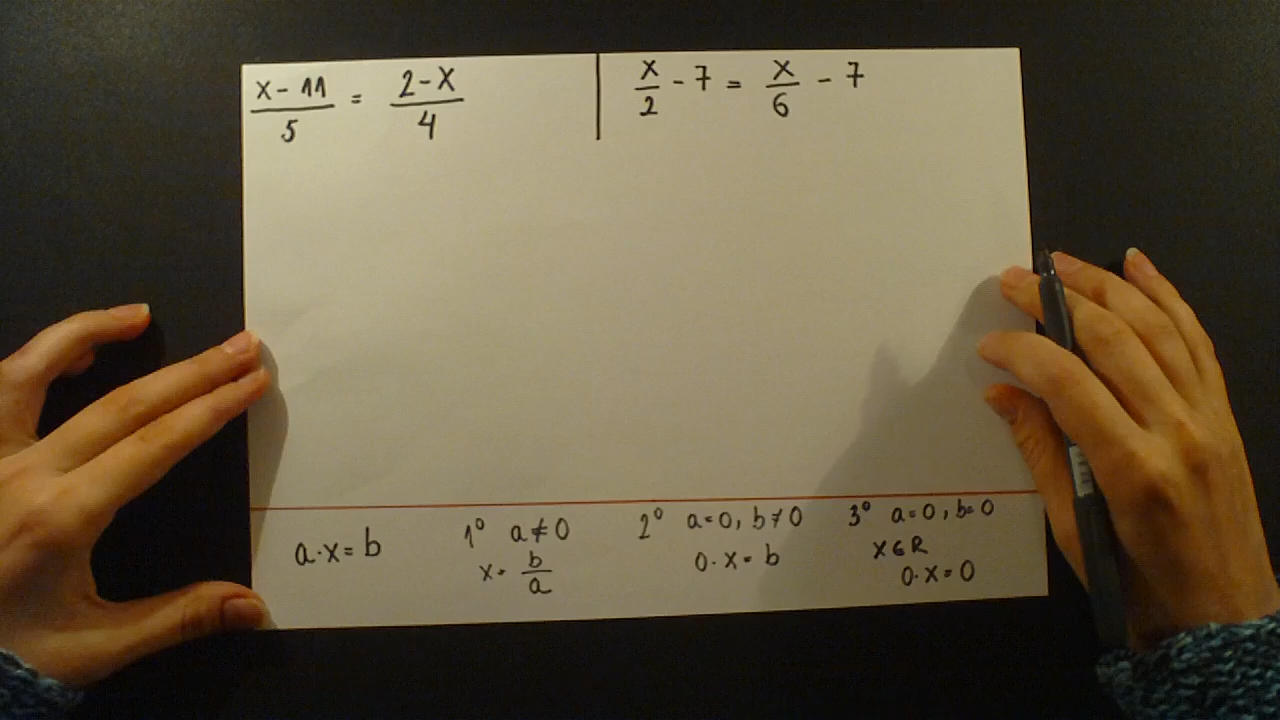 x - 11 / 5 = 2 - x / 4
x / 2 - 7 = x / 6 - 7
a·x = b
1° a ≠ 0
x = b / a
2° a = 0, b ≠ 0
0·x = b
3° a = 0, b = 0
x ∈ R
0·x = 0